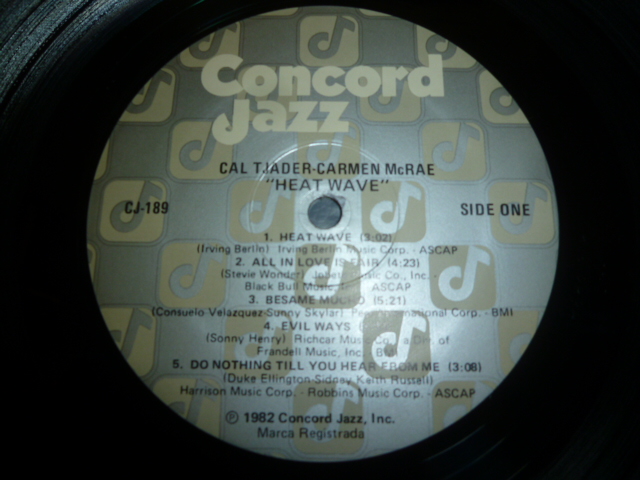 Concord
Jazz
CAL TJADER-CARMEN McRAE
"HEAT WAVE"
CJ-189
SIDE ONE
1. HEAT WAVE (3:02)
(Irving Berlin) Irving Berlin Music Corp. - ASCAP
2. ALL IN LOVE IS FAIR (4:23)
(Stevie Wonder) Jobete Music Co., Inc.
Black Bull Music ASCAP
3. BESAME MUCHO (5:21)
(Consuelo Velazquez-Sunny Skylar) International Corp. - BMI
4. EVIL WAYS
(Sonny Henry) Richcar Music Co., a Div. of
Frandell Music, Inc. BMI
5. DO NOTHING TILL YOU HEAR FROM ME (3:08)
(Duke Ellington-Sidney Keith Russell)
Harrison Music Corp. - Robbins Music Corp. - ASCAP
℗ 1982 Concord Jazz, Inc.
Marca Registrada